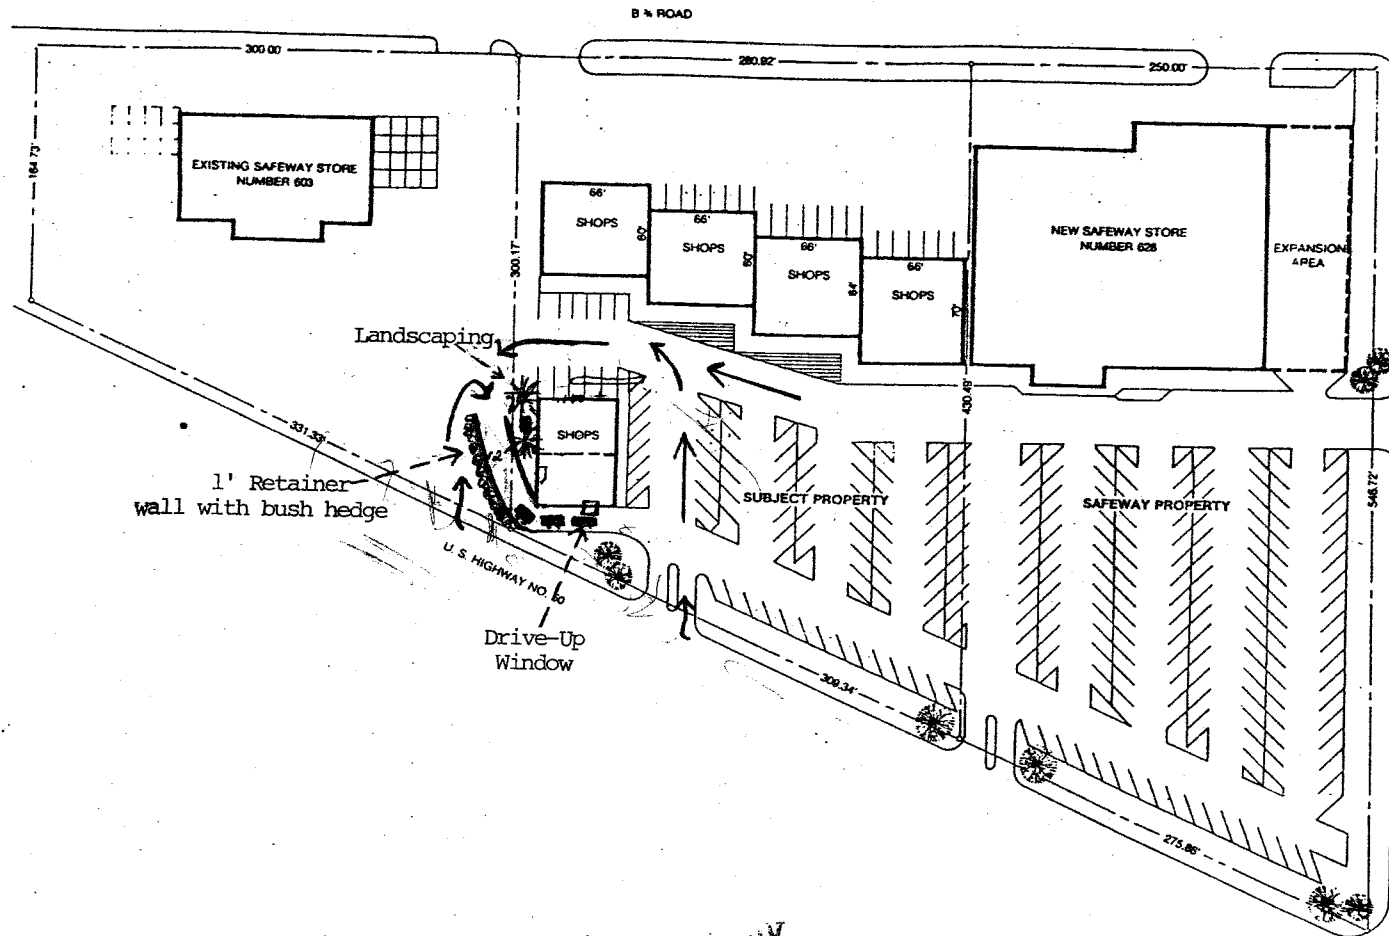 B ¾ ROAD
300.00'
280.92'
250.00'
164.73'
EXISTING SAFEWAY STORE
NUMBER 603
300.17'
66'
SHOPS
60'
66'
SHOPS
60'
66'
SHOPS
64'
66'
SHOPS
70'
NEW SAFEWAY STORE
NUMBER 628
EXPANSION
AREA
Landscaping
430.49'
331.33'
SHOPS
1' Retainer
wall with bush hedge
SUBJECT PROPERTY
SAFEWAY PROPERTY
546.72'
U. S. HIGHWAY NO. 50
Drive-Up
Window
309.34'
275.86'